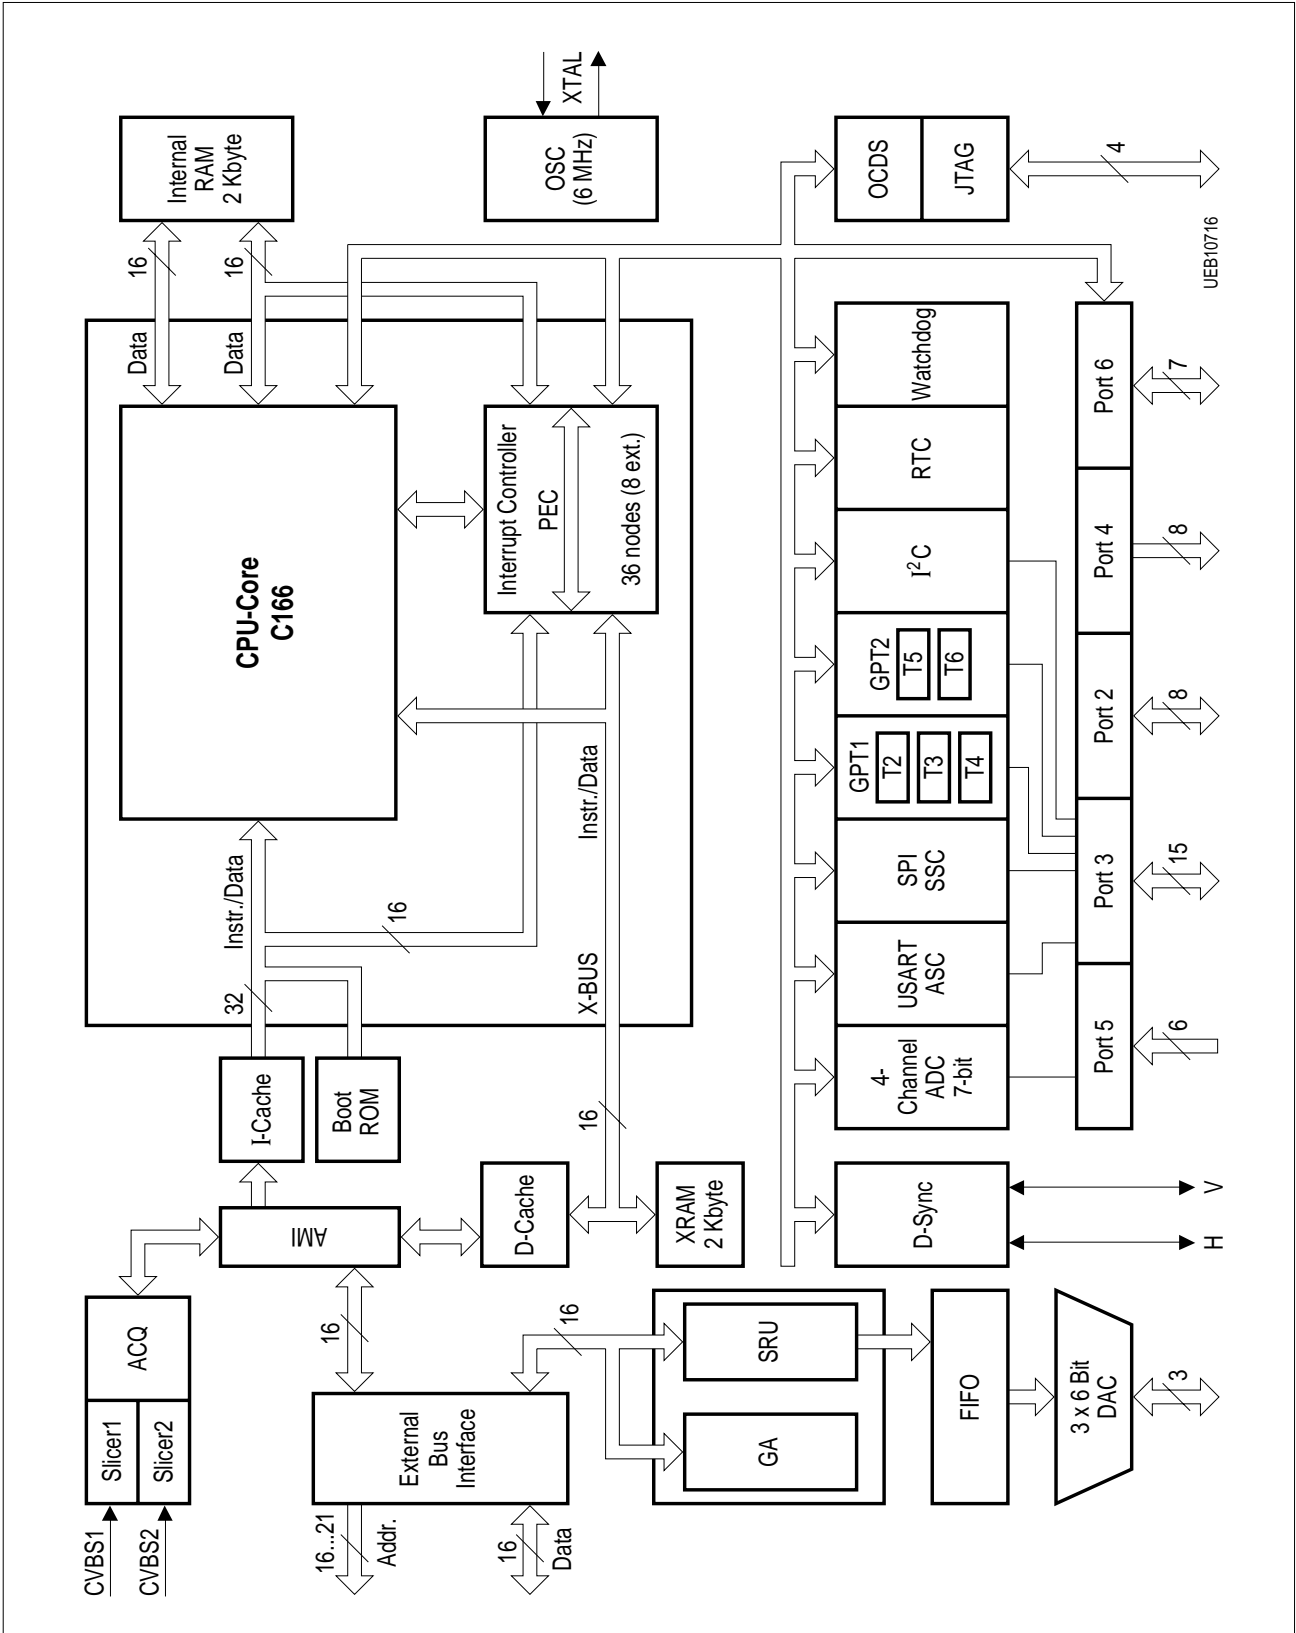 CVBS1
CVBS2
Slicer1
Slicer2
ACQ
AMI
I-Cache
Boot
ROM
32
Instr./Data
16
CPU-Core
C166
Data
16
Data
16
Internal
RAM
2 Kbyte
Interrupt Controller
PEC
36 nodes (8 ext.)
OSC
(6 MHz)
XTAL
16
External
Bus
Interface
16...21
Addr.
16
Data
D-Cache
16
X-BUS
Instr./Data
XRAM
2 Kbyte
16
SRU
GA
FIFO
3 x 6 Bit
DAC
3
D-Sync
H
V
4-
Channel
ADC
7-bit
USART
ASC
SPI
SSC
GPT1
T2
T3
T4
GPT2
T5
T6
I²C
RTC
Watchdog
OCDS
JTAG
4
Port 5
Port 3
Port 2
Port 4
Port 6
6
15
8
8
7
UEB10716